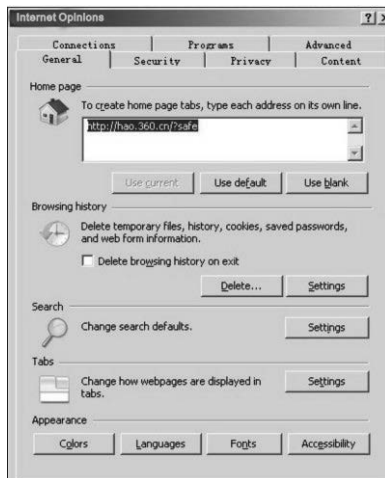 Internet Opinions
? x
Connections Programs Advanced
General Security Privacy Content
Home page
To create home page tabs, type each address on its own line.
http://hao.360.cn/?safe
Use current Use default Use blank
Browsing history
Delete temporary files, history, cookies, saved passwords,
and web form information.
Delete browsing history on exit
Delete... Settings
Search
Change search defaults.
Settings
Tabs
Change how webpages are displayed in
tabs.
Settings
Appearance
Colors Languages Fonts Accessibility